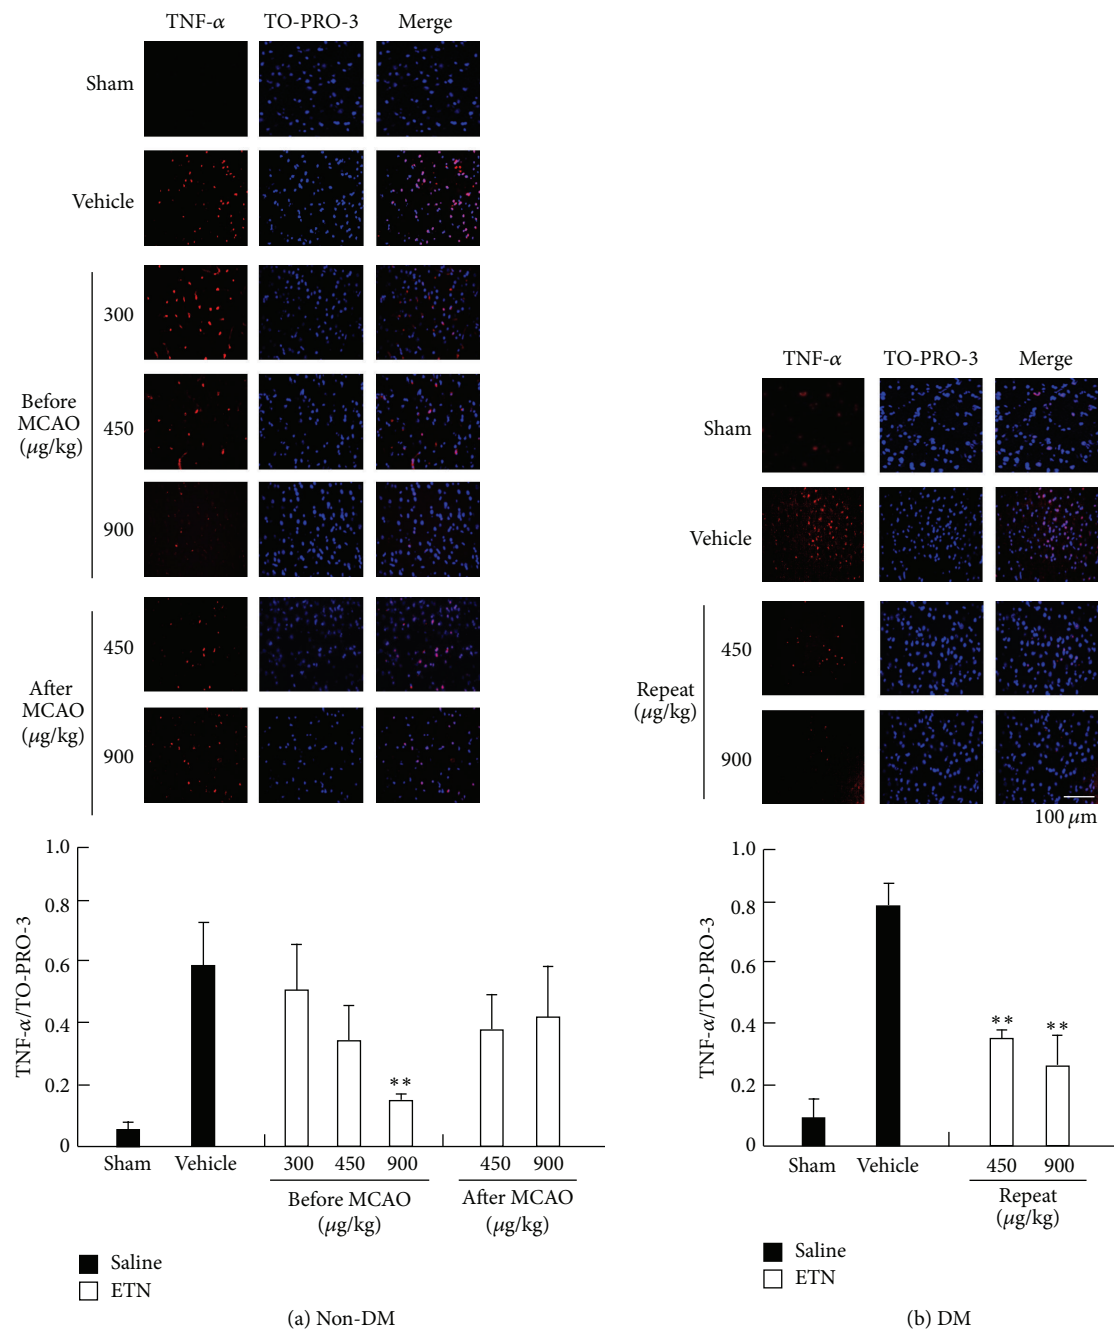 TNF-α TO-PRO-3 Merge
Sham
Vehicle
Before
MCAO
(μg/kg)
300
450
900
After
MCAO
(μg/kg)
450
900
TNF-α TO-PRO-3 Merge
Sham
Vehicle
Repeat
(μg/kg)
450
900
100 μm
TNF-α/TO-PRO-3
1.0
0.8
0.6
0.4
0.2
0
**
Sham Vehicle 300 450 900 450 900
Before MCAO After MCAO
(μg/kg) (μg/kg)
Saline
ETN
(a) Non-DM
TNF-α/TO-PRO-3
1.0
0.8
0.6
0.4
0.2
0
** **
Sham Vehicle 450 900
Repeat
(μg/kg)
Saline
ETN
(b) DM